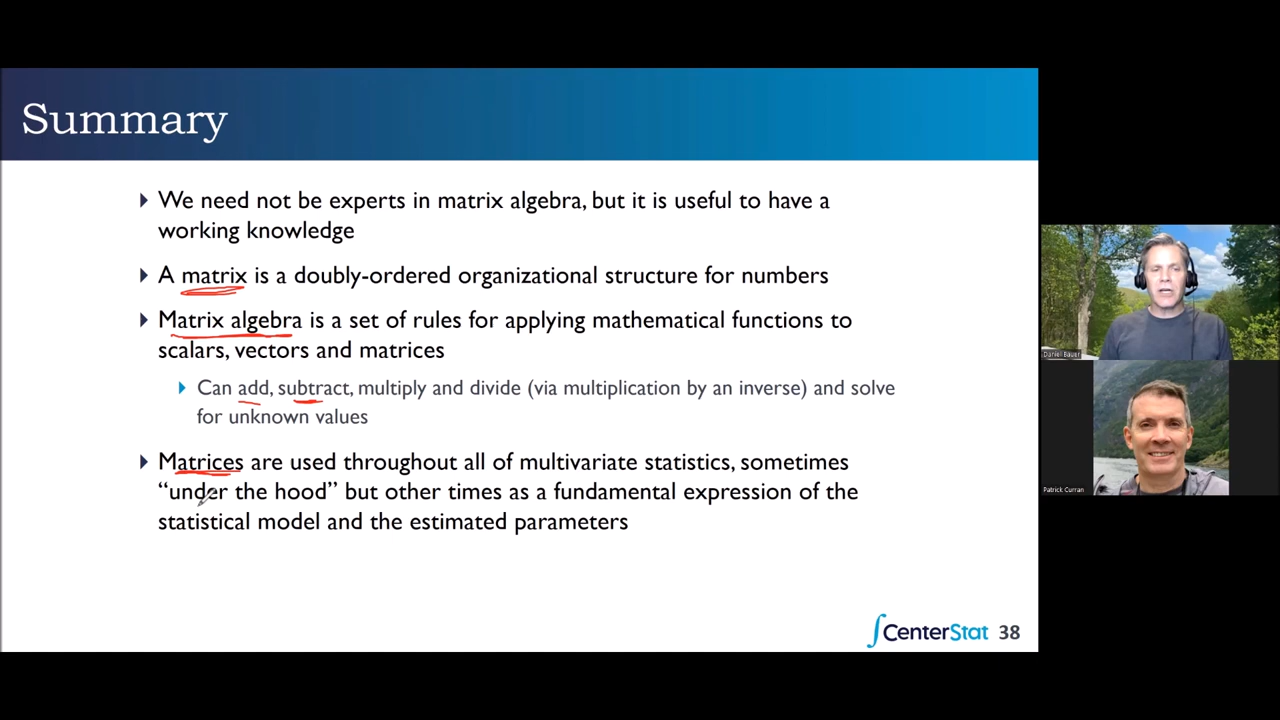 Summary
We need not be experts in matrix algebra, but it is useful to have a
working knowledge
A matrix is a doubly-ordered organizational structure for numbers
Matrix algebra is a set of rules for applying mathematical functions to
scalars, vectors and matrices
Can add, subtract, multiply and divide (via multiplication by an inverse) and solve
for unknown values
Matrices are used throughout all of multivariate statistics, sometimes
“under the hood” but other times as a fundamental expression of the
statistical model and the estimated parameters
CenterStat 38
Daniel Bauer
Patrick Curran